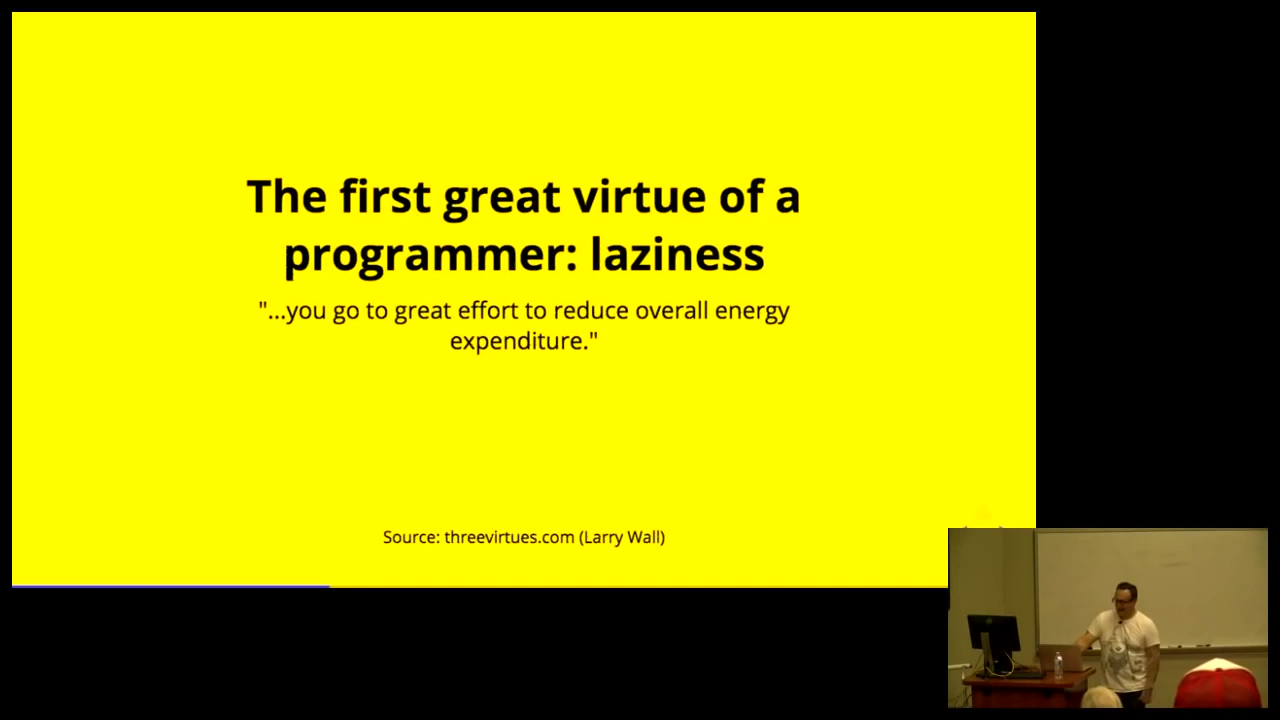 The first great virtue of a
programmer: laziness
"...you go to great effort to reduce overall energy
expenditure."
Source: threevirtues.com (Larry Wall)